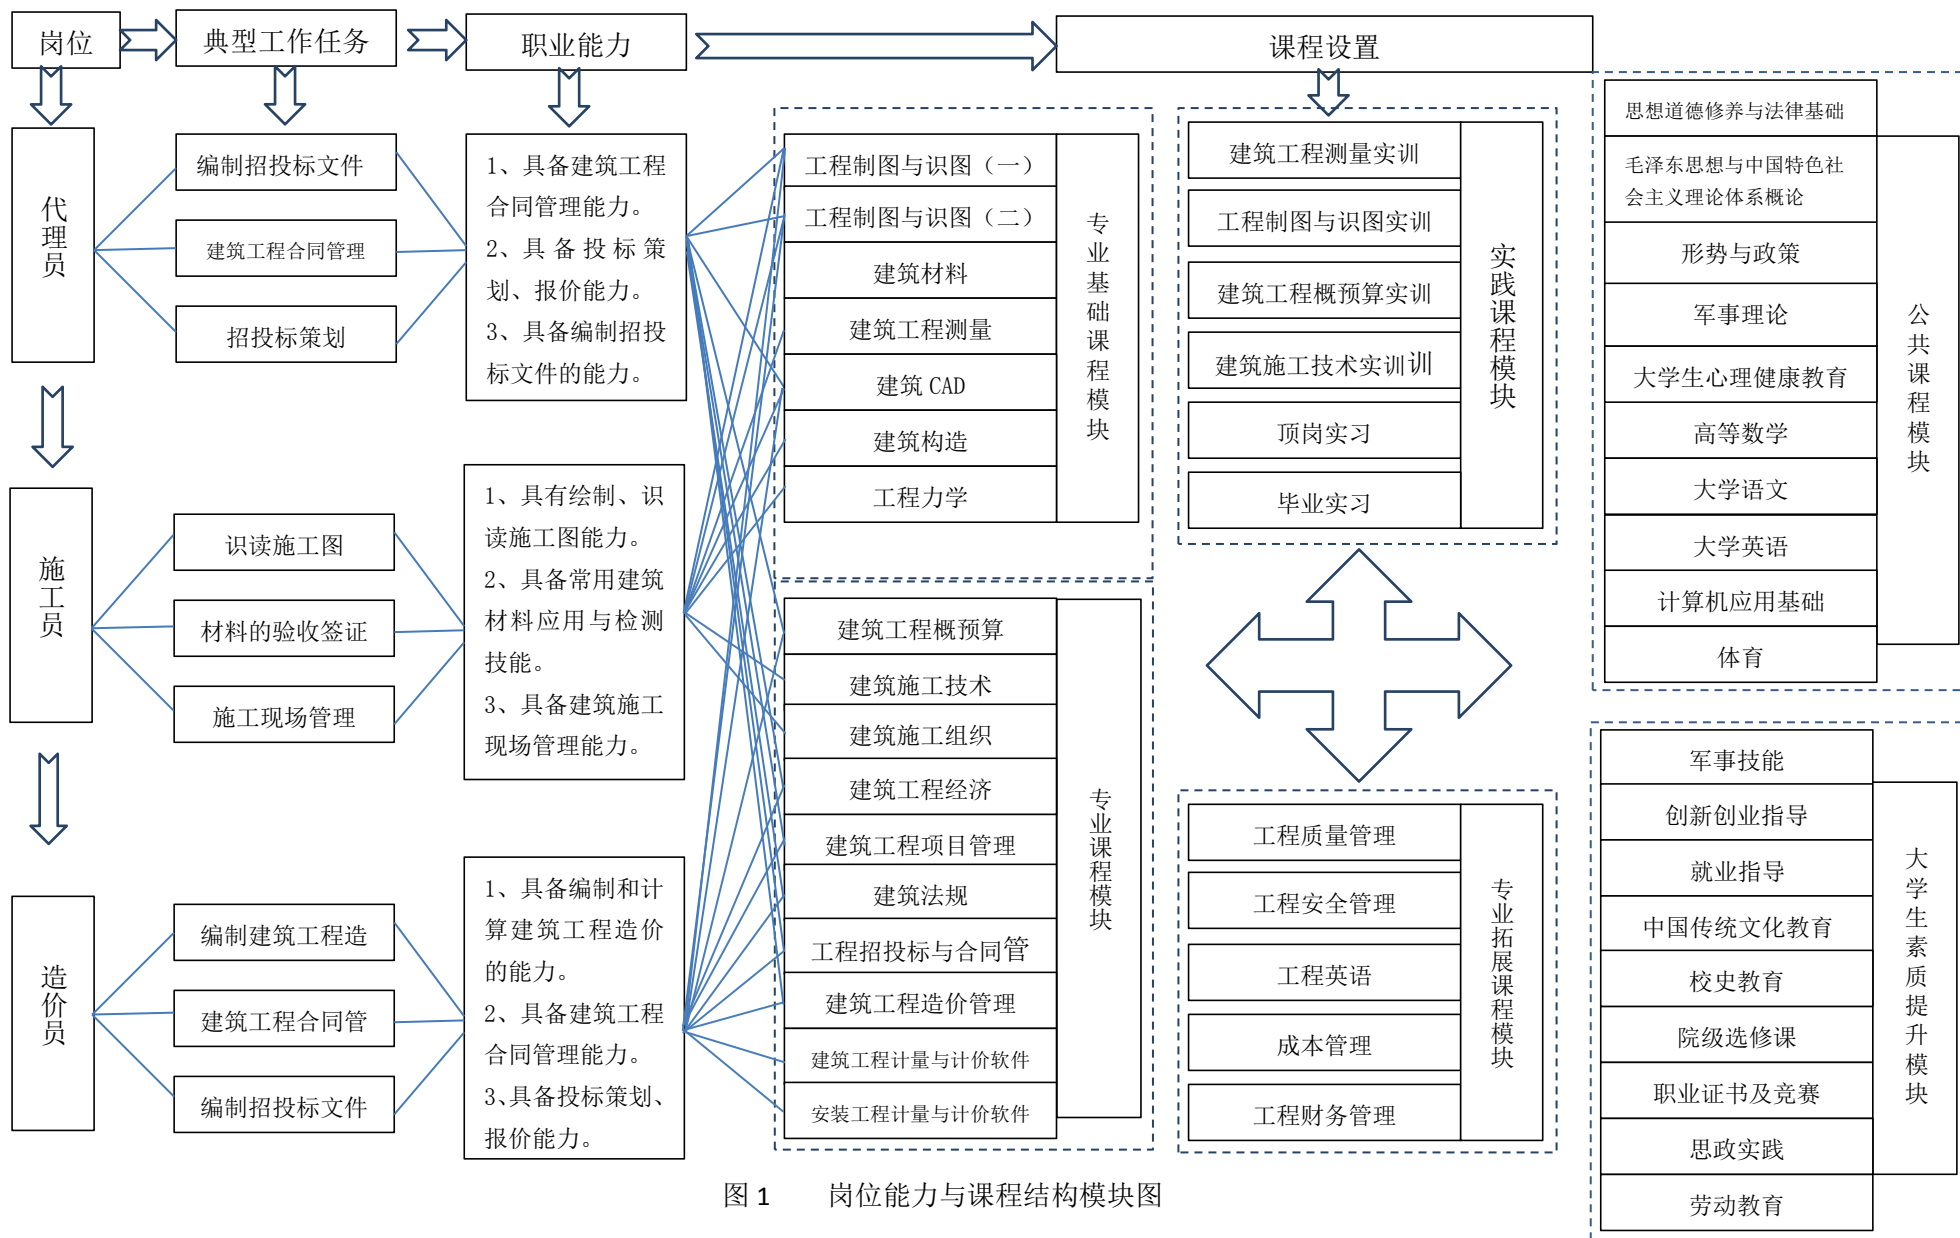 岗位
典型工作任务
职业能力
课程设置
代理员
编制招投标文件
建筑工程合同管理
招投标策划
1、具备建筑工程
合同管理能力。
2、具备投标策
划、报价能力。
3、具备编制招投
标文件的能力。
施工员
识读施工图
材料的验收签证
施工现场管理
1、具有绘制、识
读施工图能力。
2、具备常用建筑
材料应用与检测
技能。
3、具备建筑施工
现场管理能力。
造价员
编制建筑工程造
建筑工程合同管
编制招投标文件
1、具备编制和计
算建筑工程造价
的能力。
2、具备建筑工程
合同管理能力。
3、具备投标策划、
报价能力。
工程制图与识图（一）
工程制图与识图（二）
建筑材料
建筑工程测量
建筑 CAD
建筑构造
工程力学
专业基础课程模块
建筑工程概预算
建筑施工技术
建筑施工组织
建筑工程经济
建筑工程项目管理
建筑法规
工程招投标与合同管
建筑工程造价管理
建筑工程计量与计价软件
安装工程计量与计价软件
专业课程模块
建筑工程测量实训
工程制图与识图实训
建筑工程概预算实训
建筑施工技术实训训
顶岗实习
毕业实习
实践课程模块
工程质量管理
工程安全管理
工程英语
成本管理
工程财务管理
专业拓展课程模块
思想道德修养与法律基础
毛泽东思想与中国特色社
会主义理论体系概论
形势与政策
军事理论
大学生心理健康教育
高等数学
大学语文
大学英语
计算机应用基础
体育
公共课程模块
军事技能
创新创业指导
就业指导
中国传统文化教育
校史教育
院级选修课
职业证书及竞赛
思政实践
劳动教育
大学生素质提升模块
图 1 岗位能力与课程结构模块图